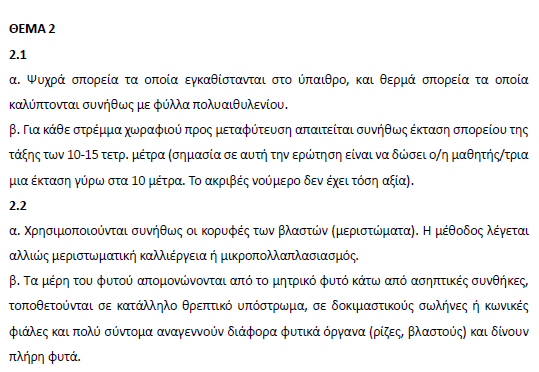 ΘΕΜΑ 2
2.1
α. Ψυχρά σπορεία τα οποία εγκαθίστανται στο ύπαιθρο, και θερμά σπορεία τα οποία
καλύπτονται συνήθως με φύλλα πολυαιθυλενίου.
β. Για κάθε στρέμμα χωραφιού προς μεταφύτευση απαιτείται συνήθως έκταση σπορείου της
τάξης των 10-15 τετρ. μέτρα (σημασία σε αυτή την ερώτηση είναι να δώσει ο/η μαθητής/τρια
μια έκταση γύρω στα 10 μέτρα. Το ακριβές νούμερο δεν έχει τόση αξία).
2.2
α. Χρησιμοποιούνται συνήθως οι κορυφές των βλαστών (μεριστώματα). Η μέθοδος λέγεται
αλλιώς μεριστωματική καλλιέργεια ή μικροπολλαπλασιασμός.
β. Τα μέρη του φυτού απομονώνονται από το μητρικό φυτό κάτω από ασηπτικές συνθήκες,
τοποθετούνται σε κατάλληλο θρεπτικό υπόστρωμα, σε δοκιμαστικούς σωλήνες ή κωνικές
φιάλες και πολύ σύντομα αναγεννούν διάφορα φυτικά όργανα (ρίζες, βλαστούς) και δίνουν
πλήρη φυτά.